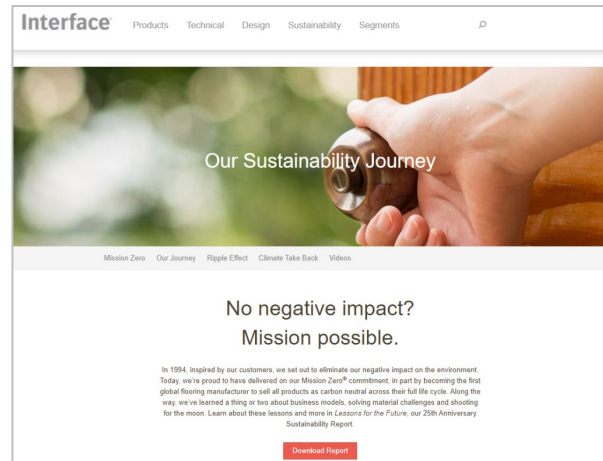 Interface®
Products Technical Design Sustainability Segments
Our Sustainability Journey
Mission Zero Our Journey Ripple Effect Climate Take Back Videos
No negative impact?
Mission possible.
In 1994, inspired by our customers, we set out to eliminate our negative impact on the environment.
Today, we're proud to have delivered on our Mission Zero® commitment, in part by becoming the first
global flooring manufacturer to sell all products as carbon neutral across their full life cycle. Along the
way, we've learned a thing or two about business models, solving material challenges and shooting
for the moon. Learn about these lessons and more in Lessons for the Future, our 25th Anniversary
Sustainability Report.
Download Report